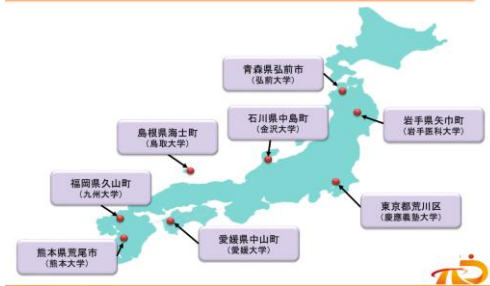 青森県弘前市
（弘前大学）
岩手県矢巾町
（岩手医科大学）
石川県中島町
（金沢大学）
島根県海士町
（鳥取大学）
福岡県久山町
（九州大学）
東京都荒川区
（慶應義塾大学）
愛媛県中山町
（愛媛大学）
熊本県荒尾市
（熊本大学）